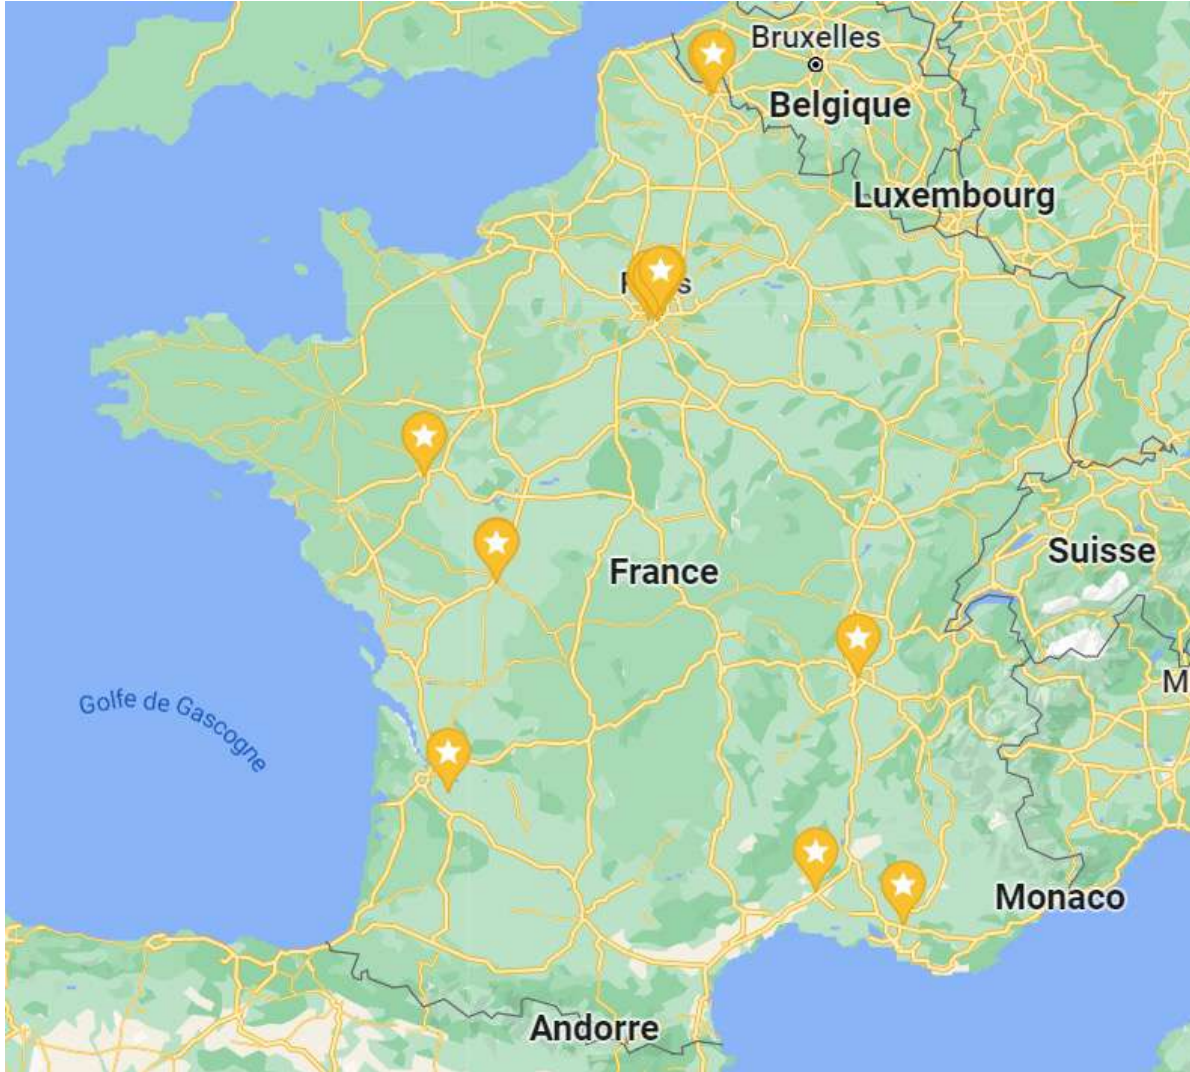 Bruxelles
Belgique
Luxembourg
France
Suisse
M
Golfe de Gascogne
Monaco
Andorre